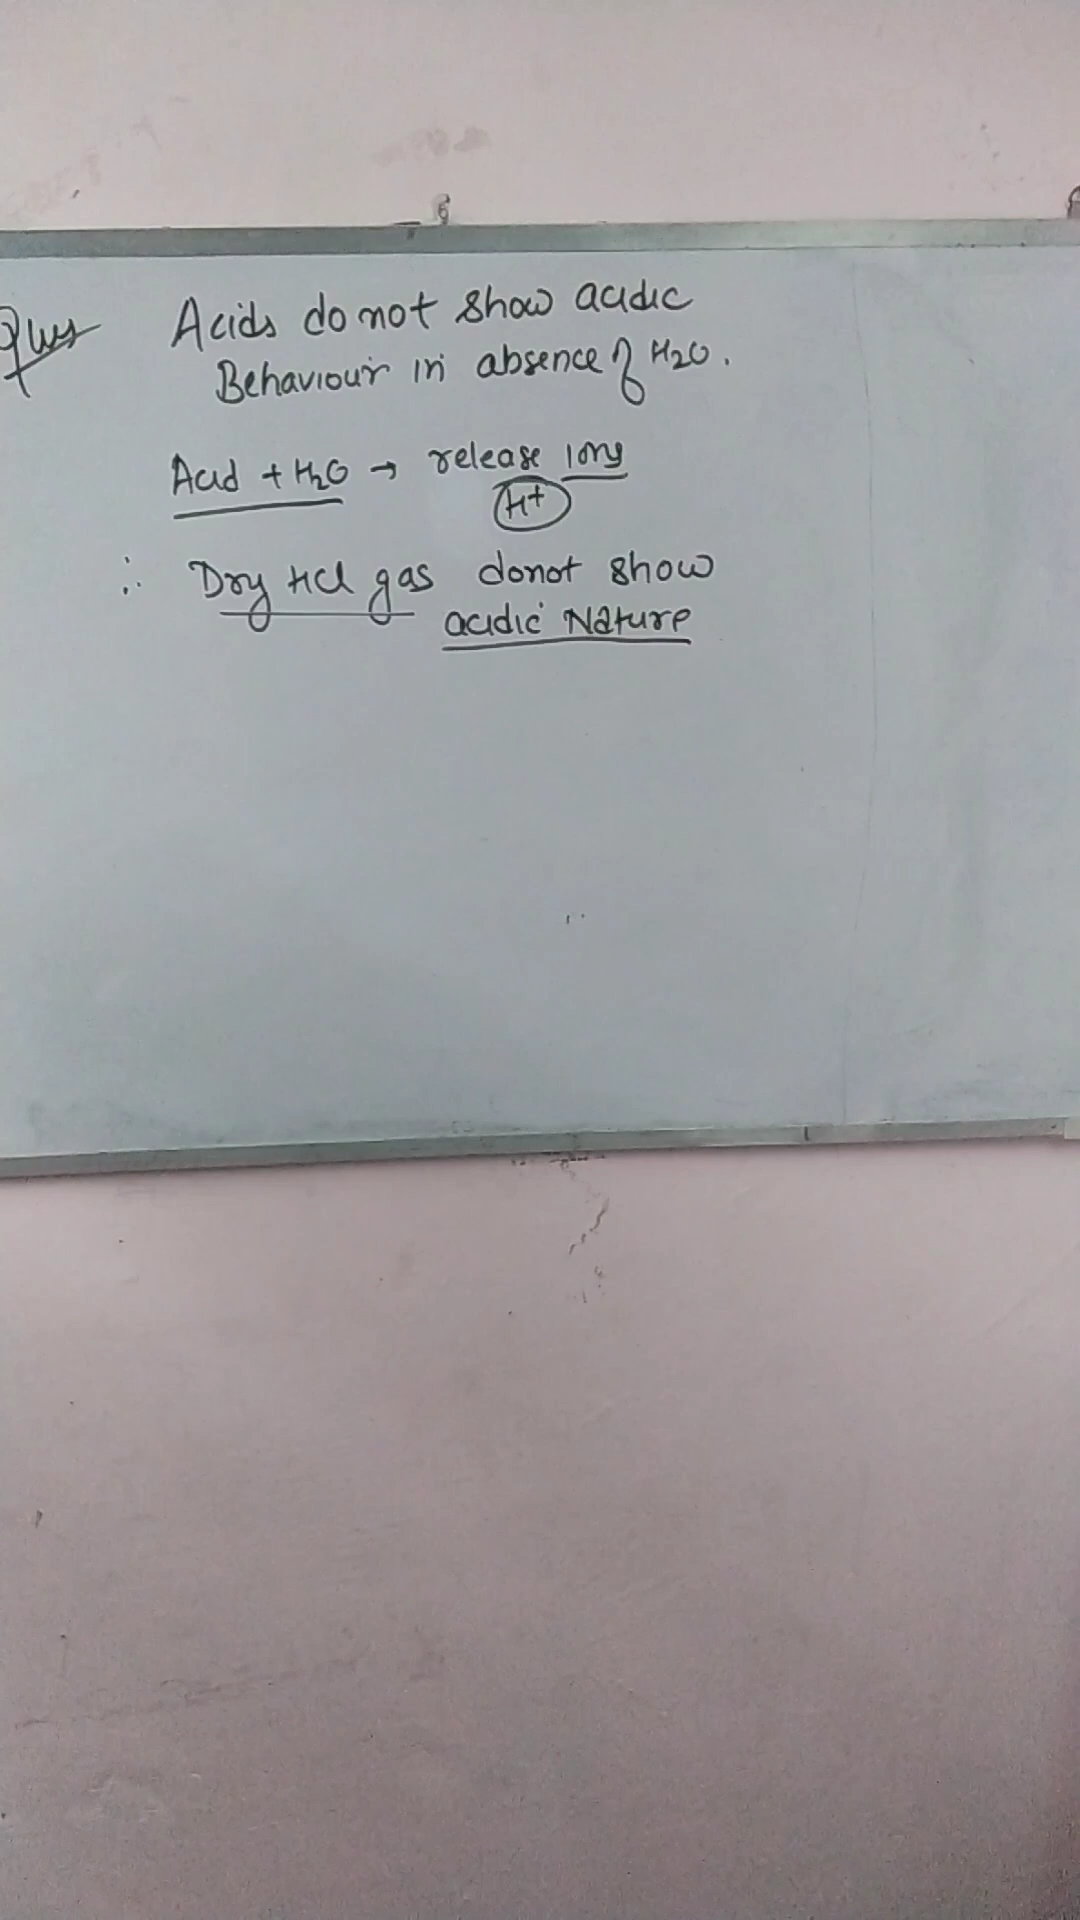 Ques Acids do not show acidic
Behaviour in absence of H2O.
Acid + H2O → release ions
H+
∴ Dry HCl gas donot show
acidic Nature